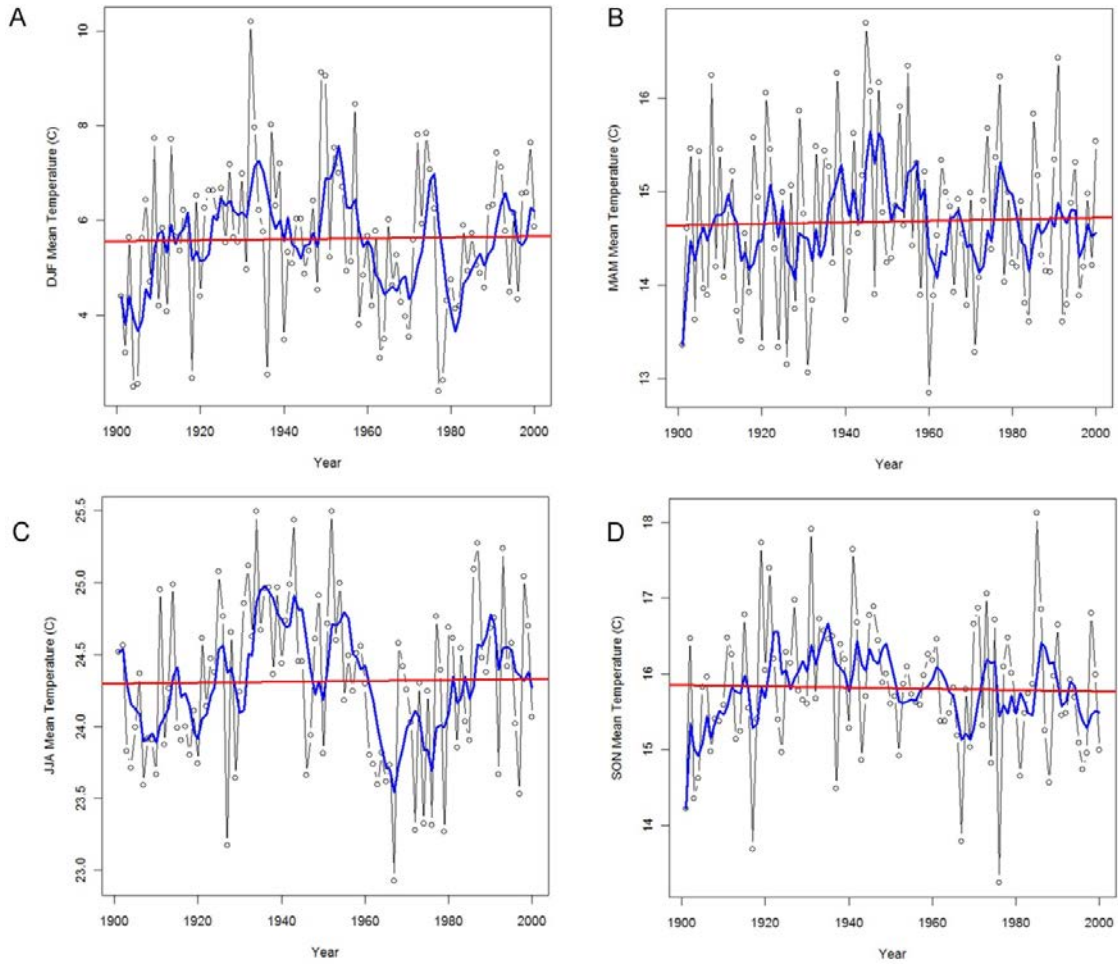 A
DJF Mean Temperature (C)
10
8
6
4
1900 1920 1940 1960 1980 2000
Year
B
MAM Mean Temperature (C)
16
15
14
13
1900 1920 1940 1960 1980 2000
Year
C
JJA Mean Temperature (C)
25.5
25.0
24.5
24.0
23.5
23.0
1900 1920 1940 1960 1980 2000
Year
D
SON Mean Temperature (C)
18
17
16
15
14
1900 1920 1940 1960 1980 2000
Year